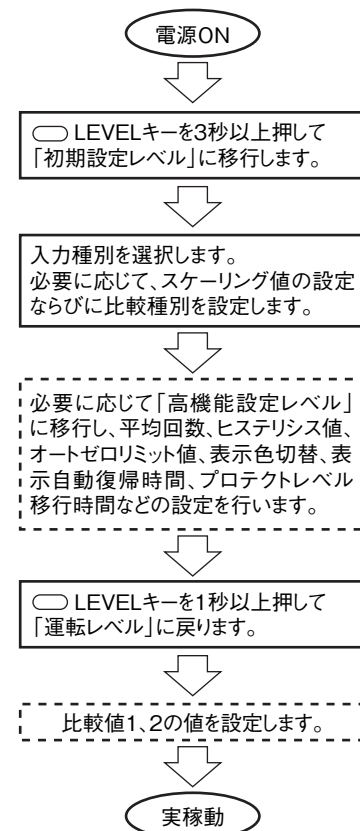 電源ON
LEVELキーを3秒以上押して
「初期設定レベル」に移行します。
入力種別を選択します。
必要に応じて、スケーリング値の設定
ならびに比較種別を設定します。
必要に応じて「高機能設定レベル」
に移行し、平均回数、ヒステリシス値、
オートゼロリミット値、表示色切替、表
示自動復帰時間、プロテクトレベル
移行時間などの設定を行います。
LEVELキーを1秒以上押して
「運転レベル」に戻ります。
比較値1、2の値を設定します。
実稼動